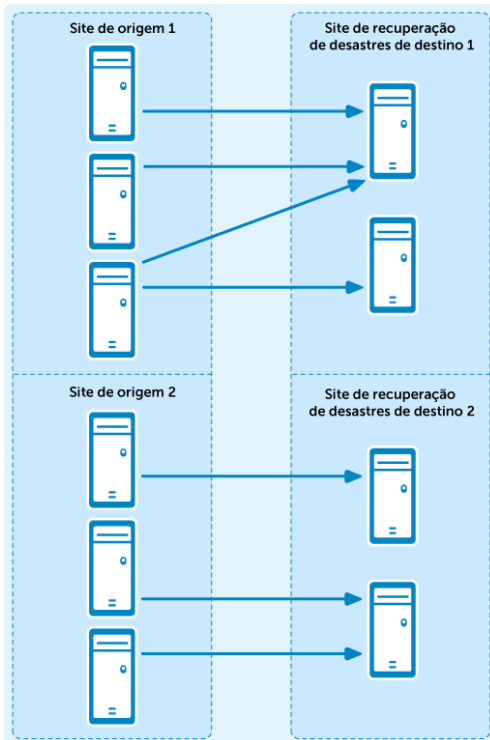 Site de origem 1
Site de recuperação
de desastres de destino 1
Site de origem 2
Site de recuperação
de desastres de destino 2